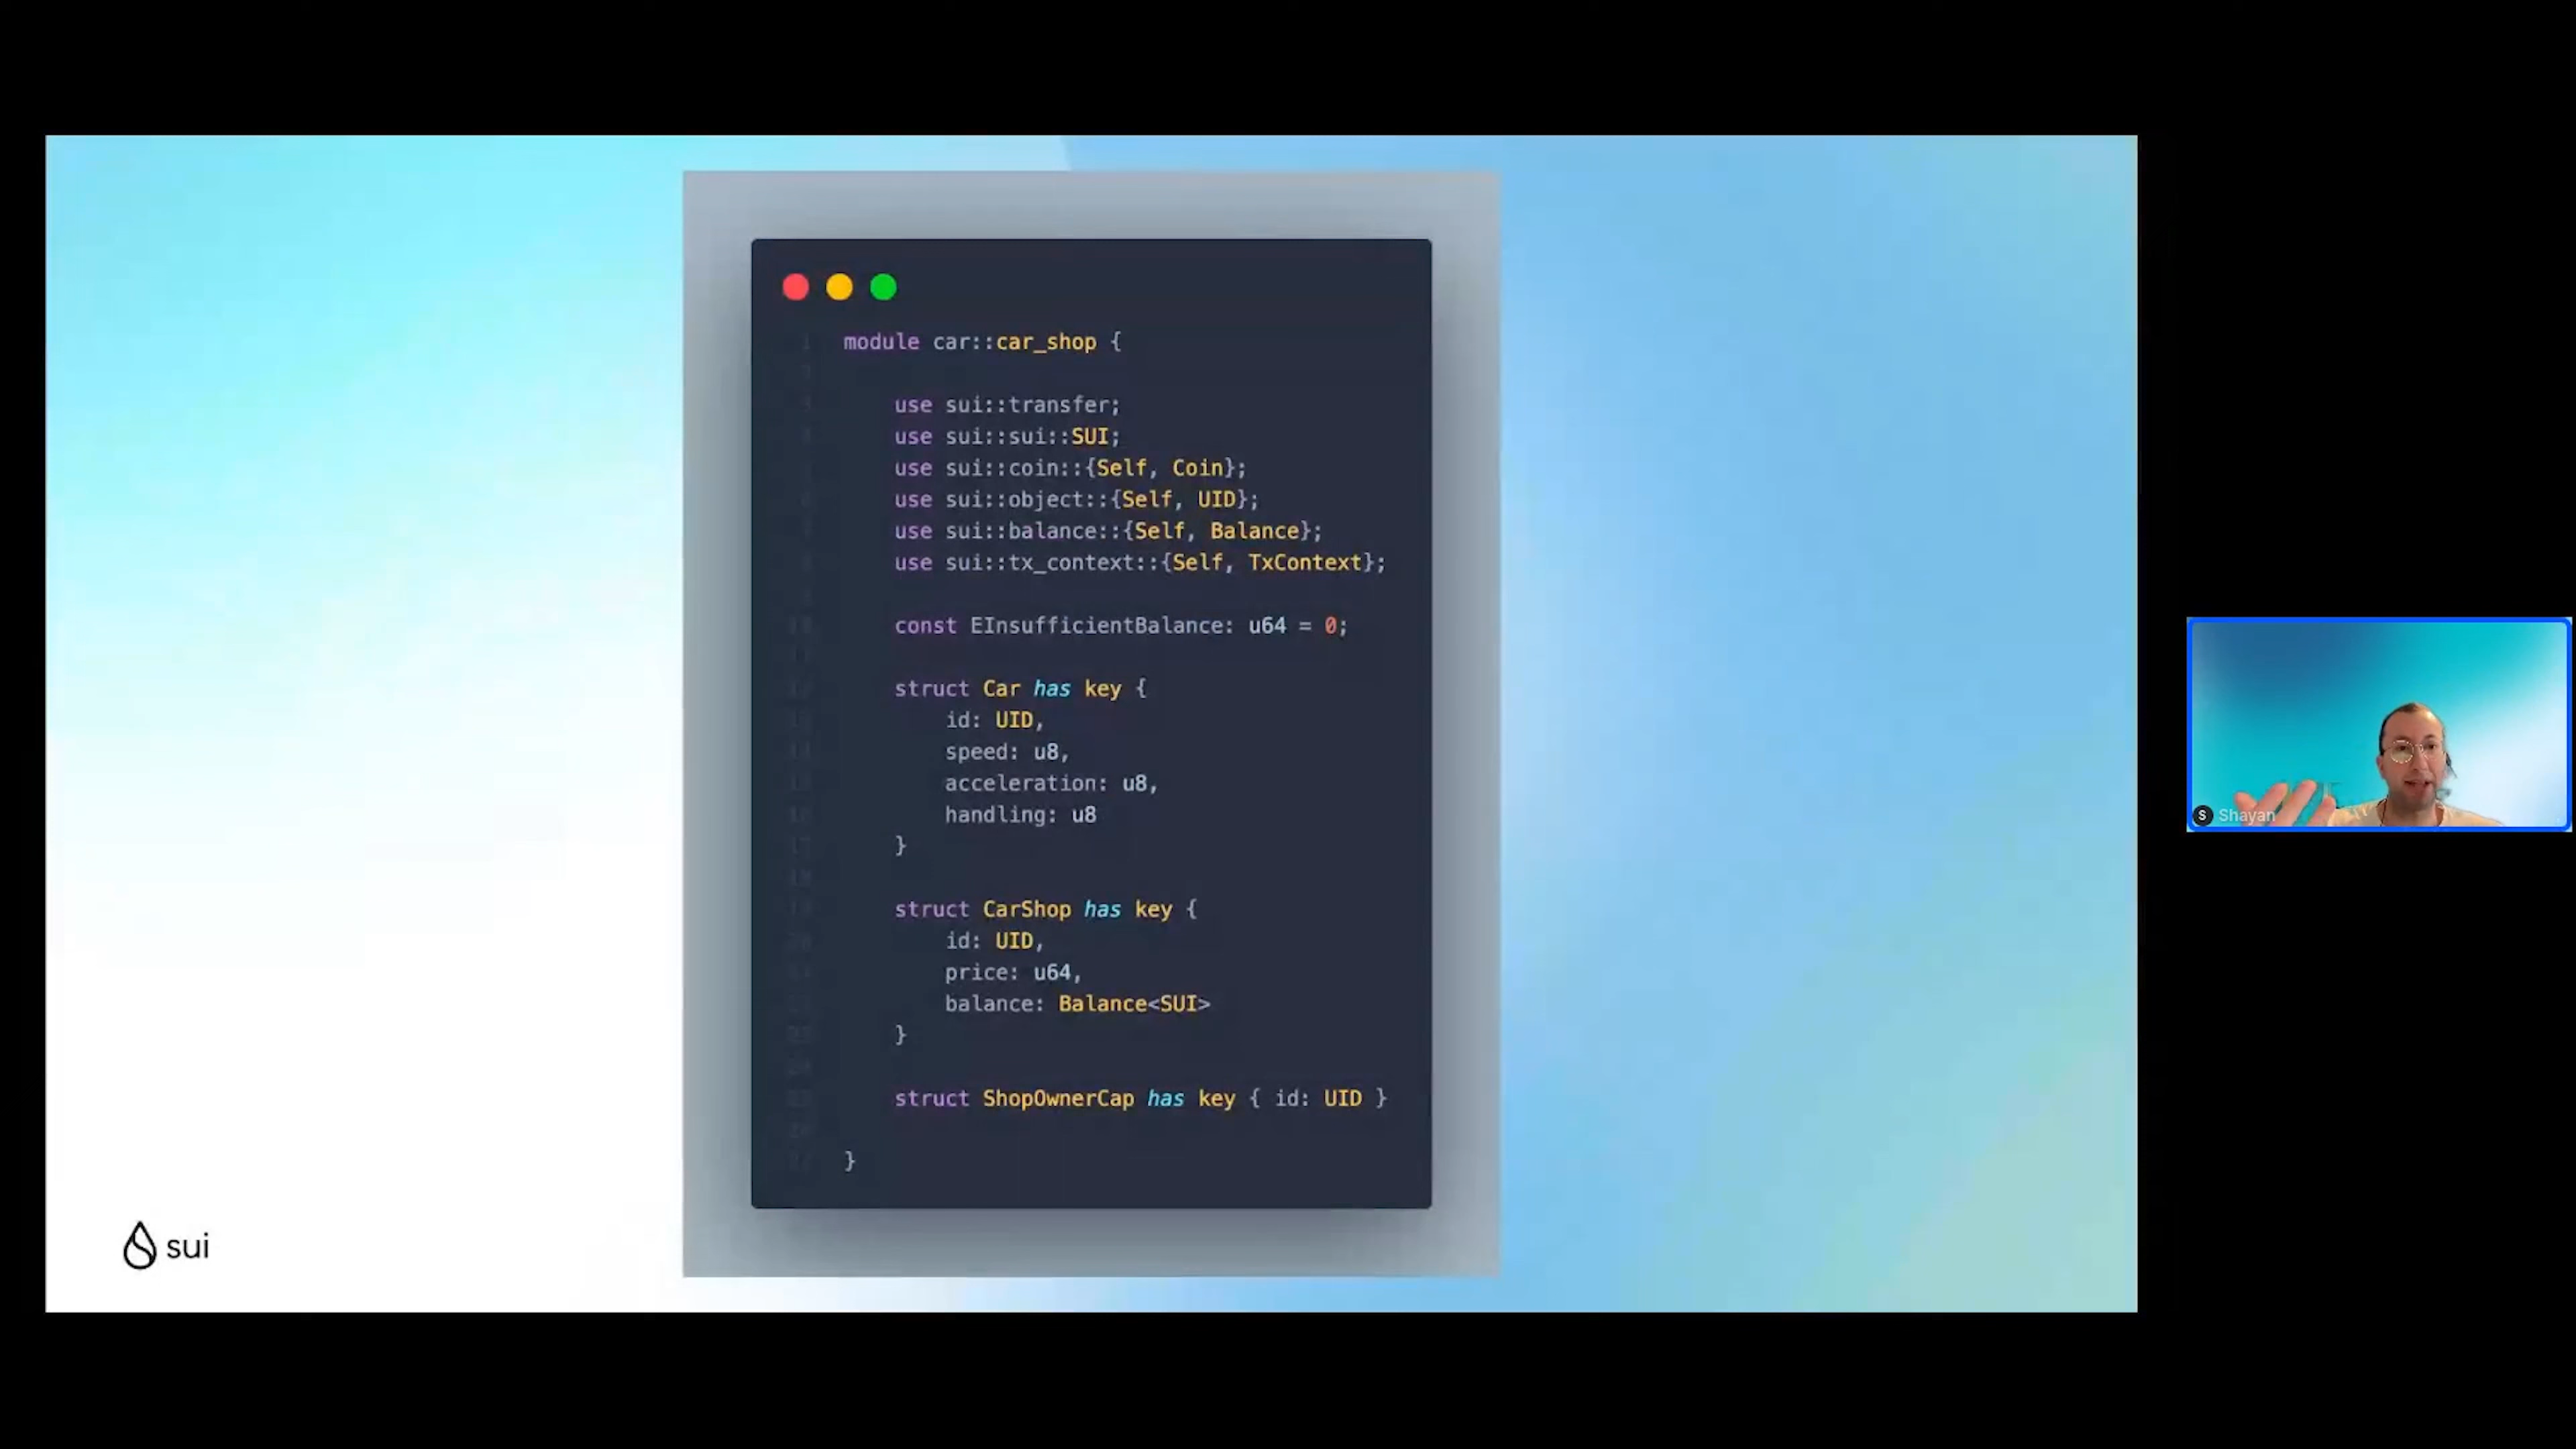 module car::car_shop {
use sui::transfer;
use sui::sui::SUI;
use sui::coin::{Self, Coin};
use sui::object::{Self, UID};
use sui::balance::{Self, Balance};
use sui::tx_context::{Self, TxContext};
const EInsufficientBalance: u64 = 0;
struct Car has key {
id: UID,
speed: u8,
acceleration: u8,
handling: u8
}
struct CarShop has key {
id: UID,
price: u64,
balance: Balance<SUI>
}
struct ShopOwnerCap has key { id: UID }
}
sui
S Shayan